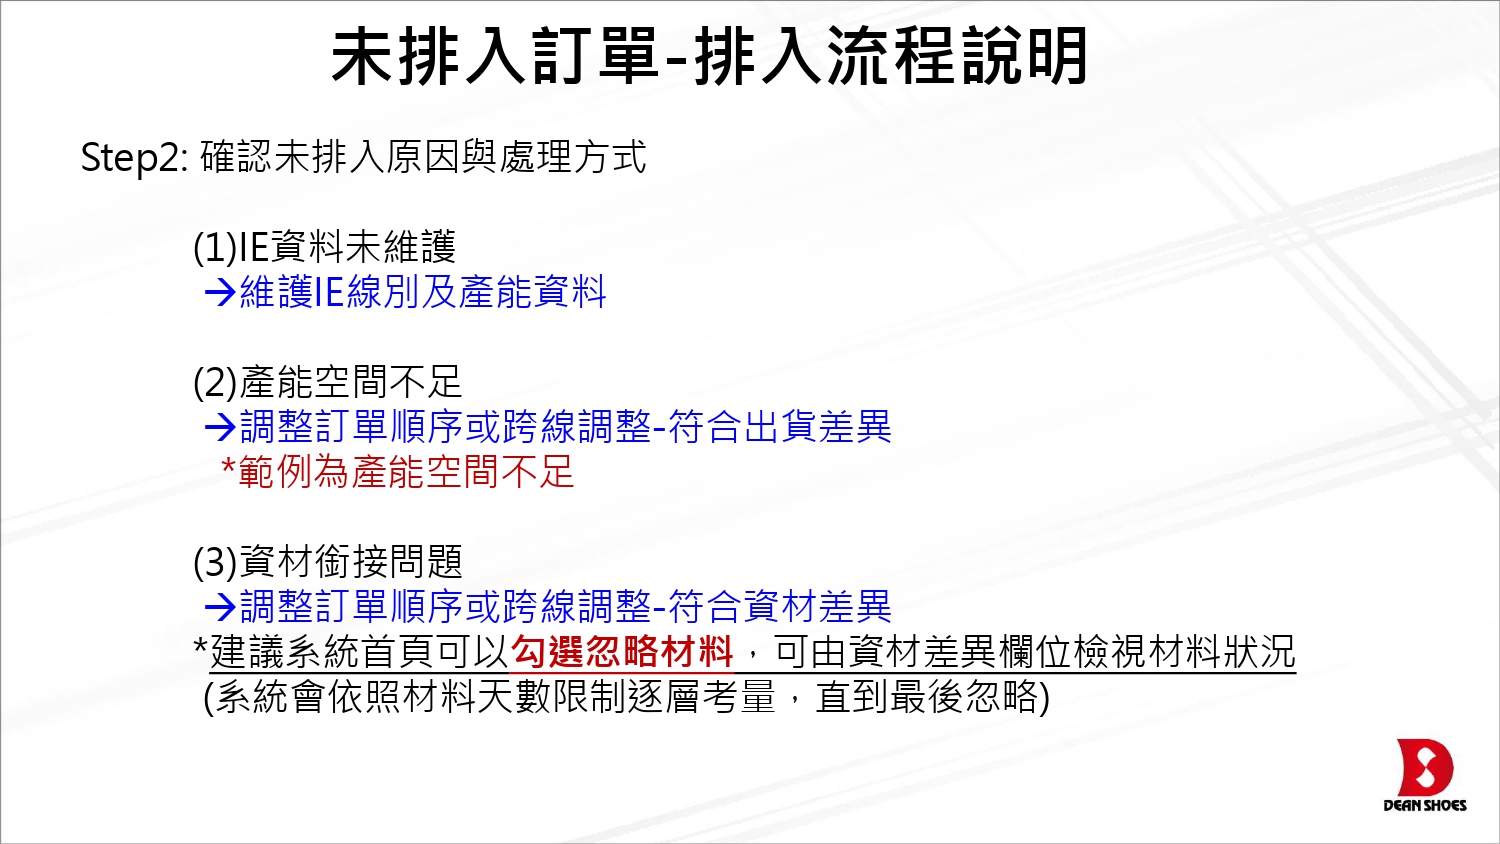 未排入訂單-排入流程說明
Step2: 確認未排入原因與處理方式
(1)IE資料未維護
→維護IE線別及產能資料
(2)產能空間不足
→調整訂單順序或跨線調整-符合出貨差異
*範例為產能空間不足
(3)資材銜接問題
→調整訂單順序或跨線調整-符合資材差異
*建議系統首頁可以勾選忽略材料，可由資材差異欄位檢視材料狀況
(系統會依照材料天數限制逐層考量，直到最後忽略)
DEAN SHOES